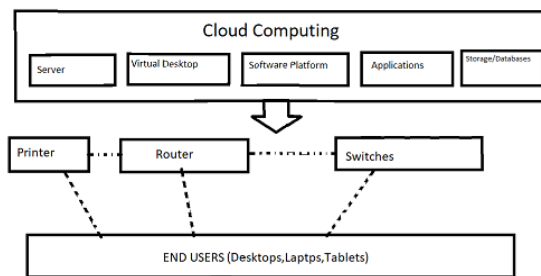 Cloud Computing
Server
Virtual Desktop
Software Platform
Applications
Storage/Databases
Printer
Router
Switches
END USERS (Desktops,Laptps,Tablets)